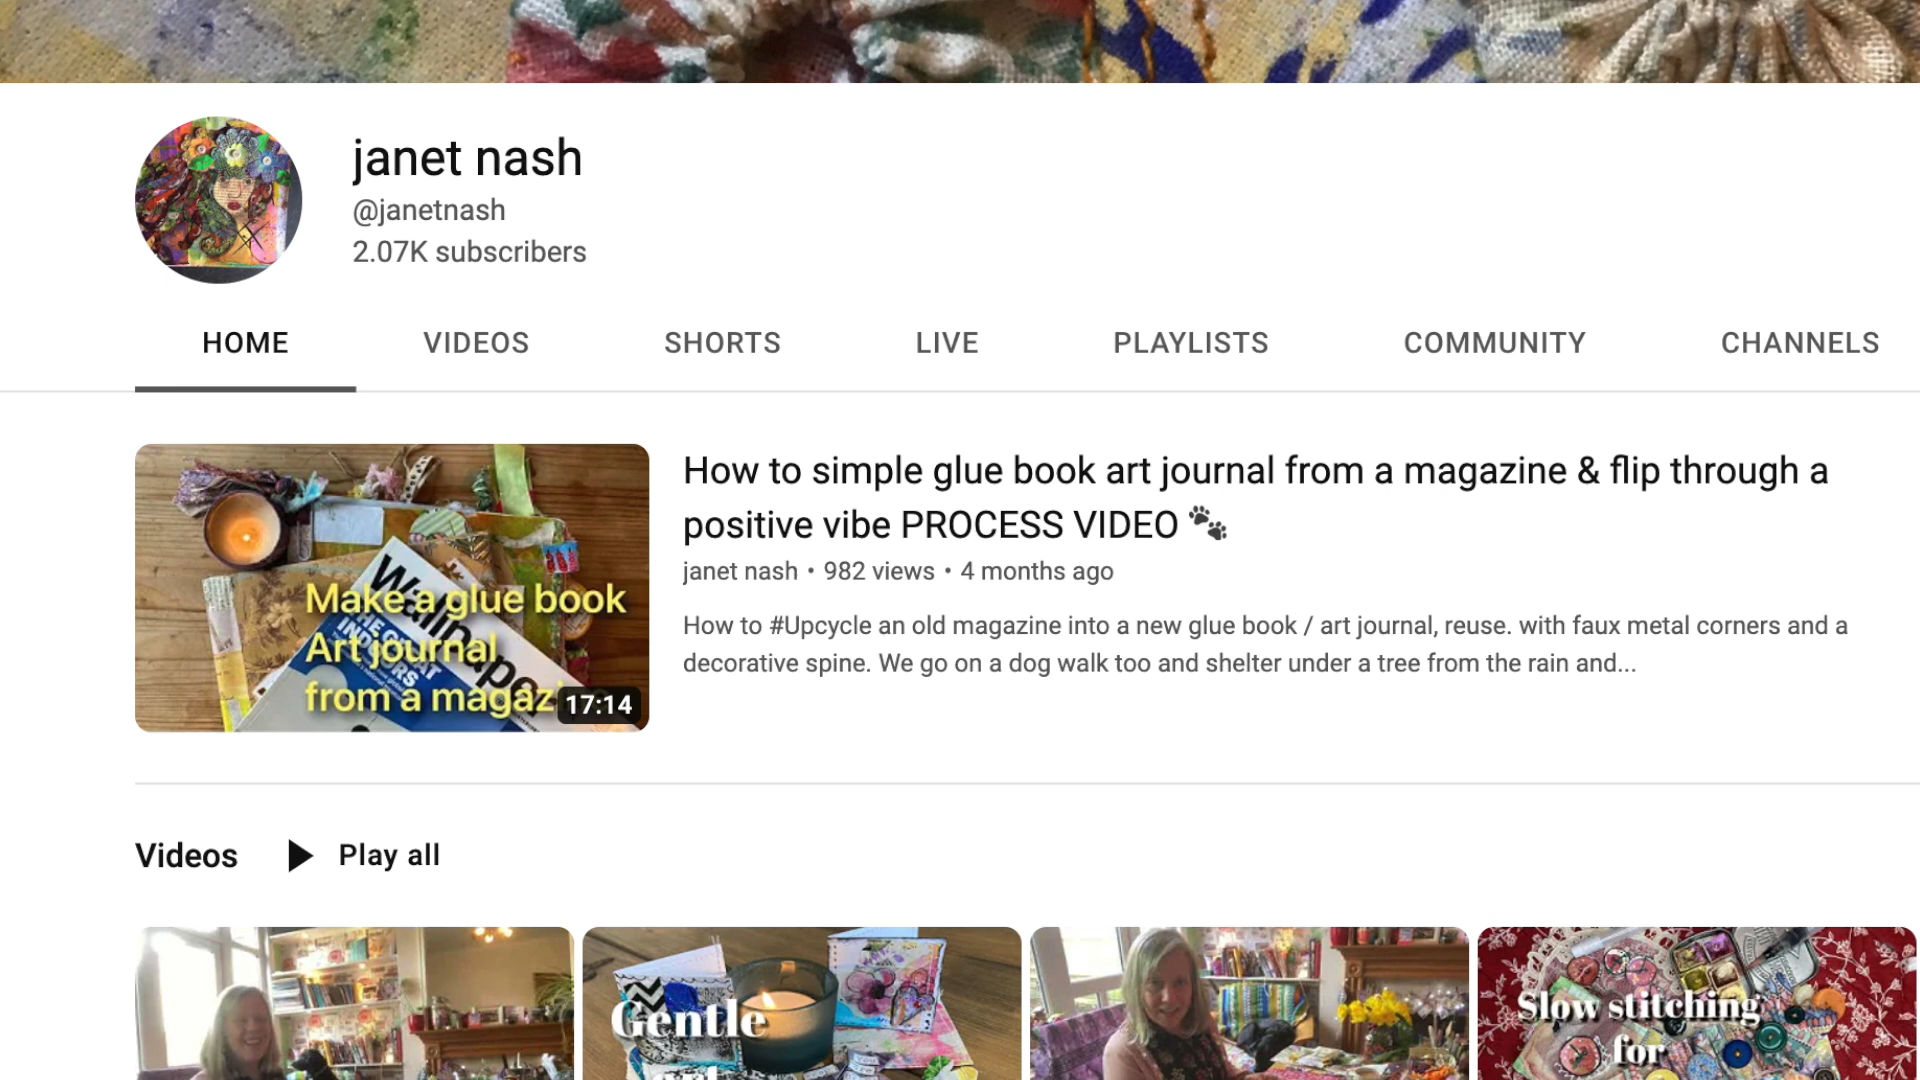 janet nash
@janetnash
2.07K subscribers
HOME VIDEOS SHORTS LIVE PLAYLISTS COMMUNITY CHANNELS
How to simple glue book art journal from a magazine & flip through a
positive vibe PROCESS VIDEO 🐾
janet nash • 982 views • 4 months ago
How to #Upcycle an old magazine into a new glue book / art journal, reuse. with faux metal corners and a
decorative spine. We go on a dog walk too and shelter under a tree from the rain and...
Make a glue book
Art journal
from a magaz
17:14
Videos Play all
Gentle
Slow stitching
for